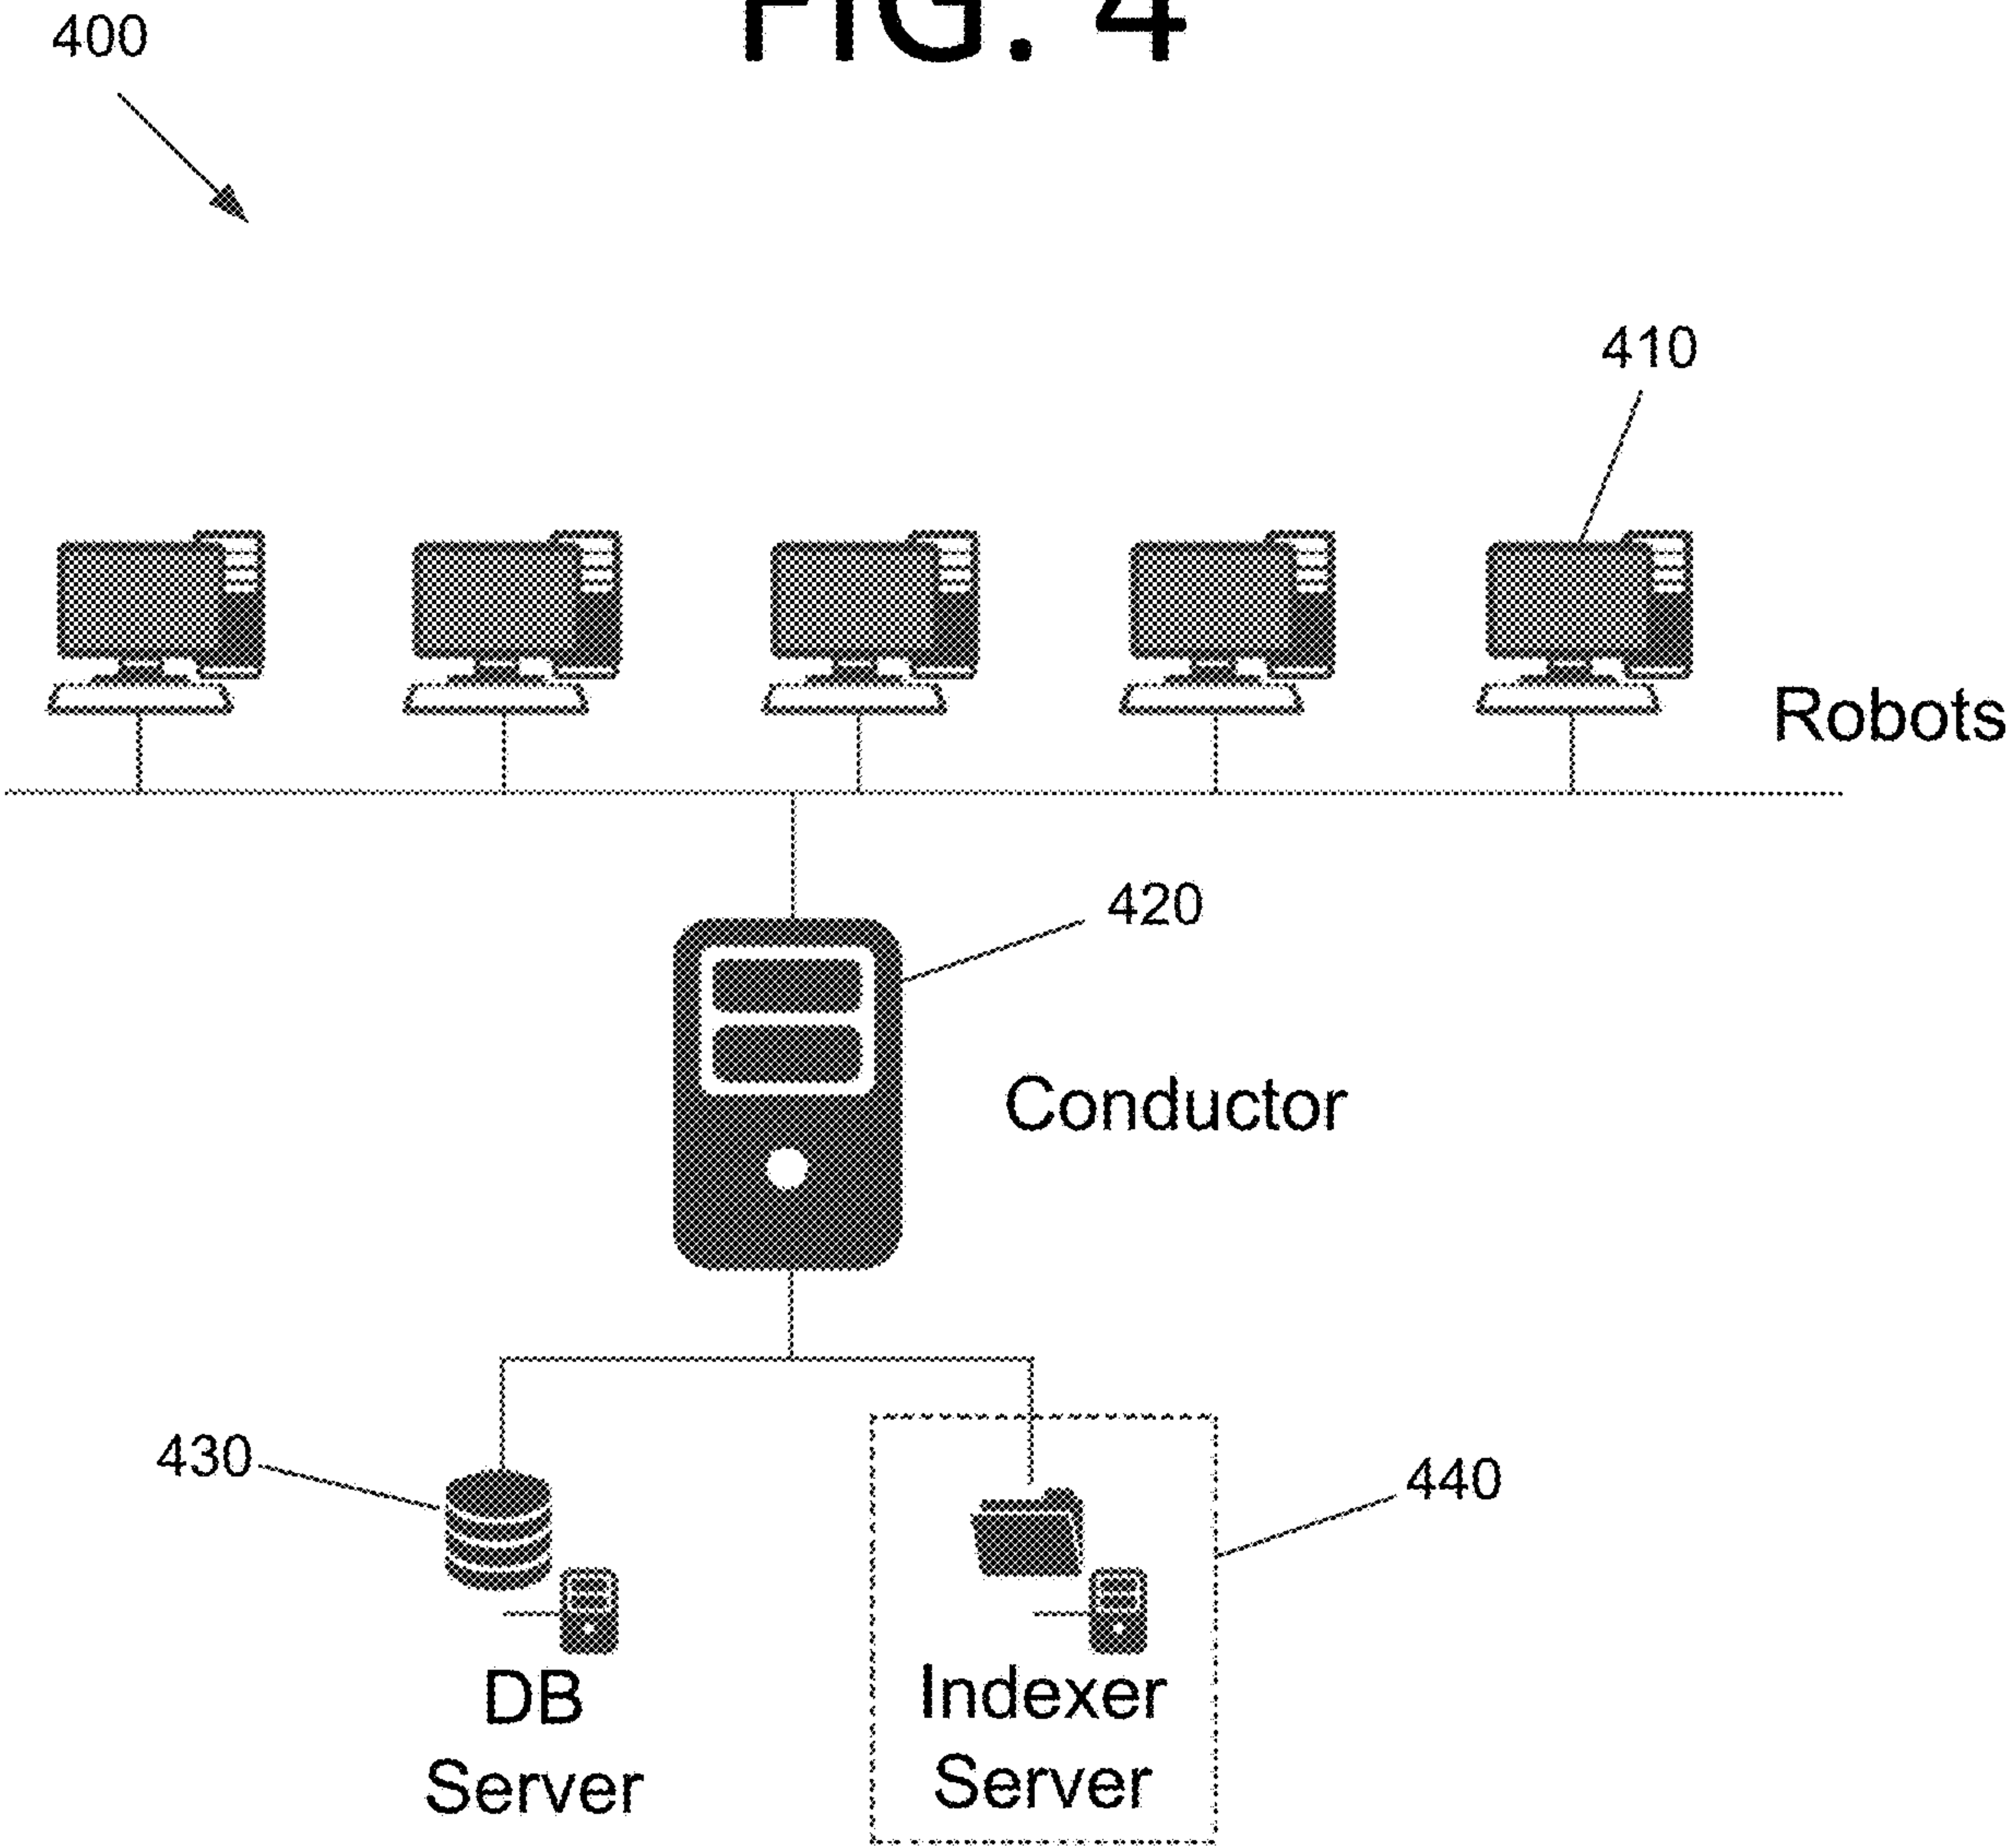 FIG. 4
400
410
Robots
420
Conductor
430
440
DB
Server
Indexer
Server